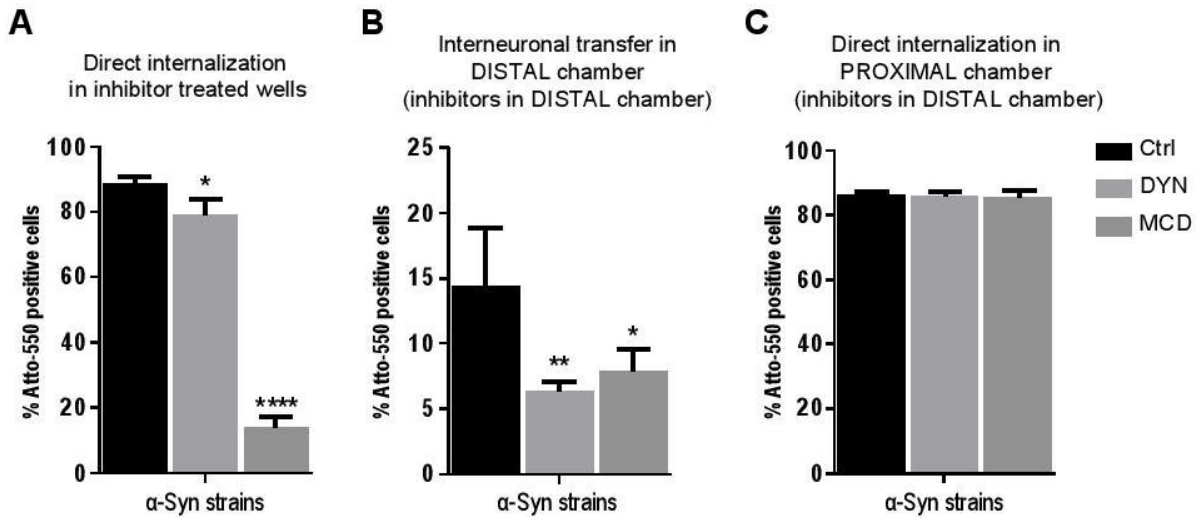 A
Direct internalization
in inhibitor treated wells
% Atto-550 positive cells
100
80
60
40
20
0
*
****
α-Syn strains
B
Interneuronal transfer in
DISTAL chamber
(inhibitors in DISTAL chamber)
% Atto-550 positive cells
25
20
15
10
5
0
**
*
α-Syn strains
C
Direct internalization in
PROXIMAL chamber
(inhibitors in DISTAL chamber)
% Atto-550 positive cells
100
80
60
40
20
0
α-Syn strains
Ctrl
DYN
MCD